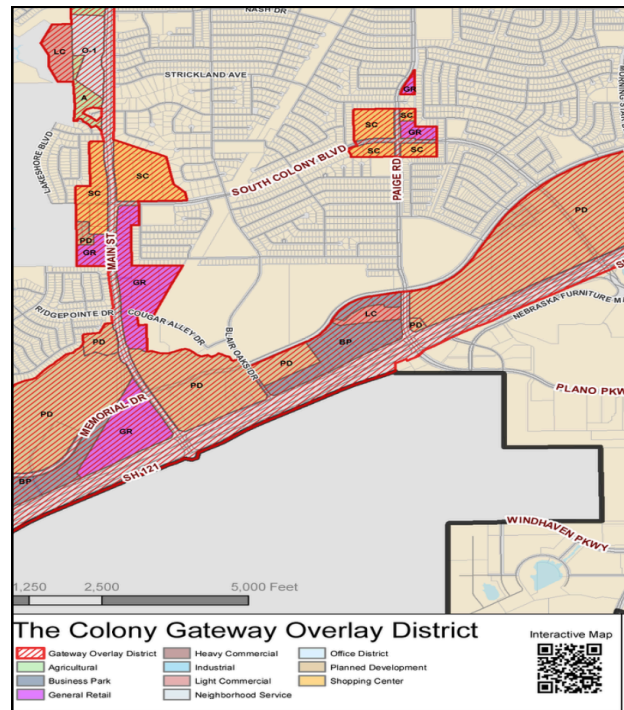 NASH DR
LC
D-1
STRICKLAND AVE
A
GR
SC
SC
GR
SC
SC
SOUTH COLONY BLVD
PAIGE RD
LAKESHORE BLVD
SC
SC
PD
GR
MAIN ST
GR
PD
NEBRASKA FURNITURE M
RIDGEPOINTE DR
COUGAR ALLEY DR
BLAIR OAKS DR
LC
PD
BP
PD
PD
PD
PD
MEMORIAL DR
GR
BP
SH 121
PLANO PKW
WINDHAVEN PKWY
1,250 2,500 5,000 Feet
The Colony Gateway Overlay District
Interactive Map
Gateway Overlay District
Agricultural
Business Park
General Retail
Heavy Commercial
Industrial
Light Commercial
Neighborhood Service
Office District
Planned Development
Shopping Center